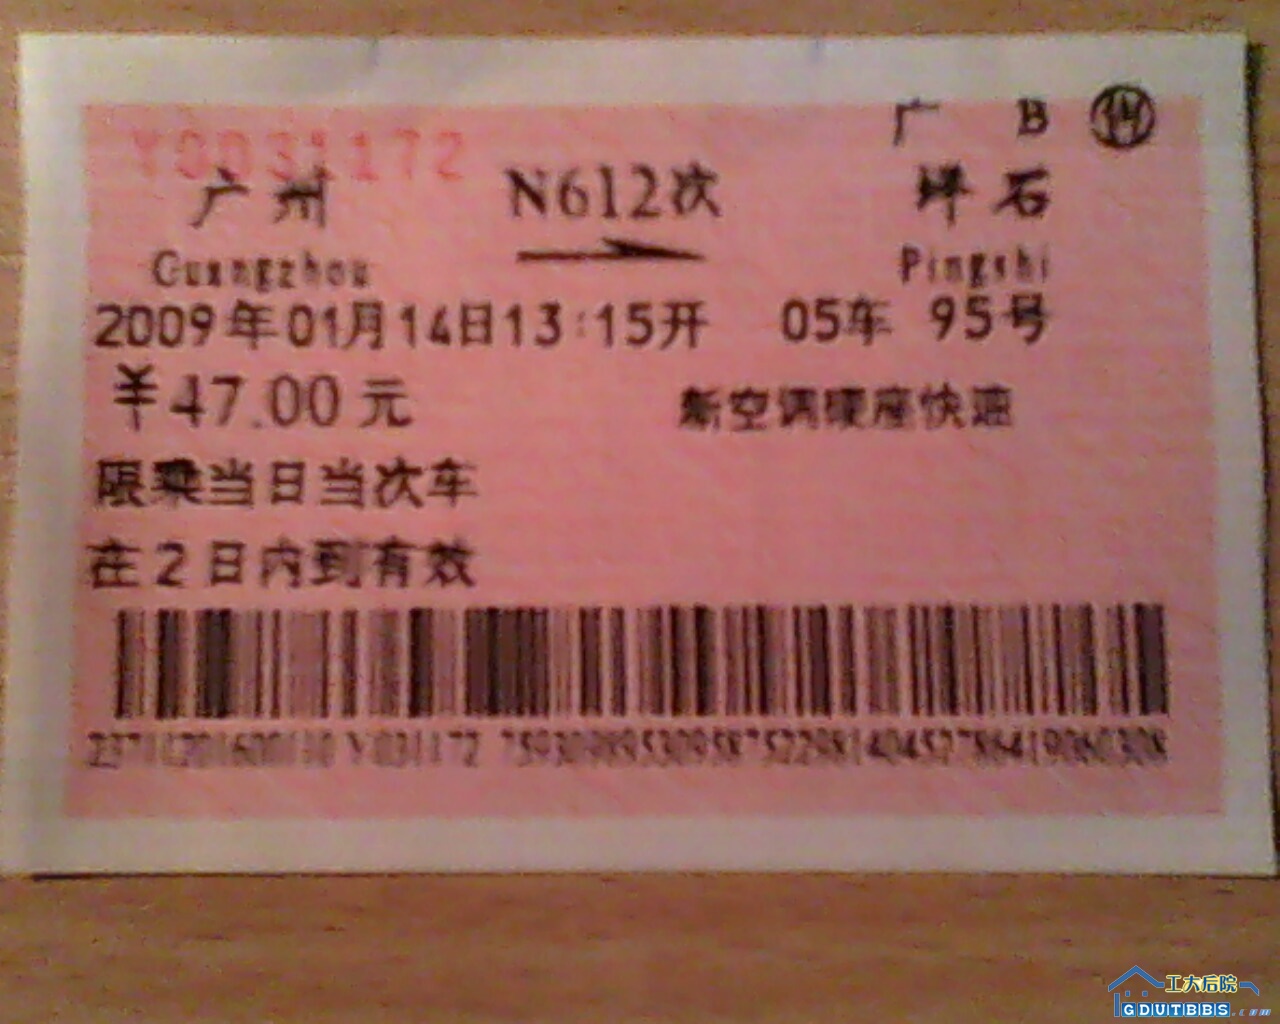 广 B
Y0031172
广州 N612次 坪石
Guangzhou Pingshi
2009年01月14日13:15开 05车 95号
¥47.00元 新空调硬座快速
限乘当日当次车
在2日内到有效
Y031172
工大后院
GDUTBBS.com